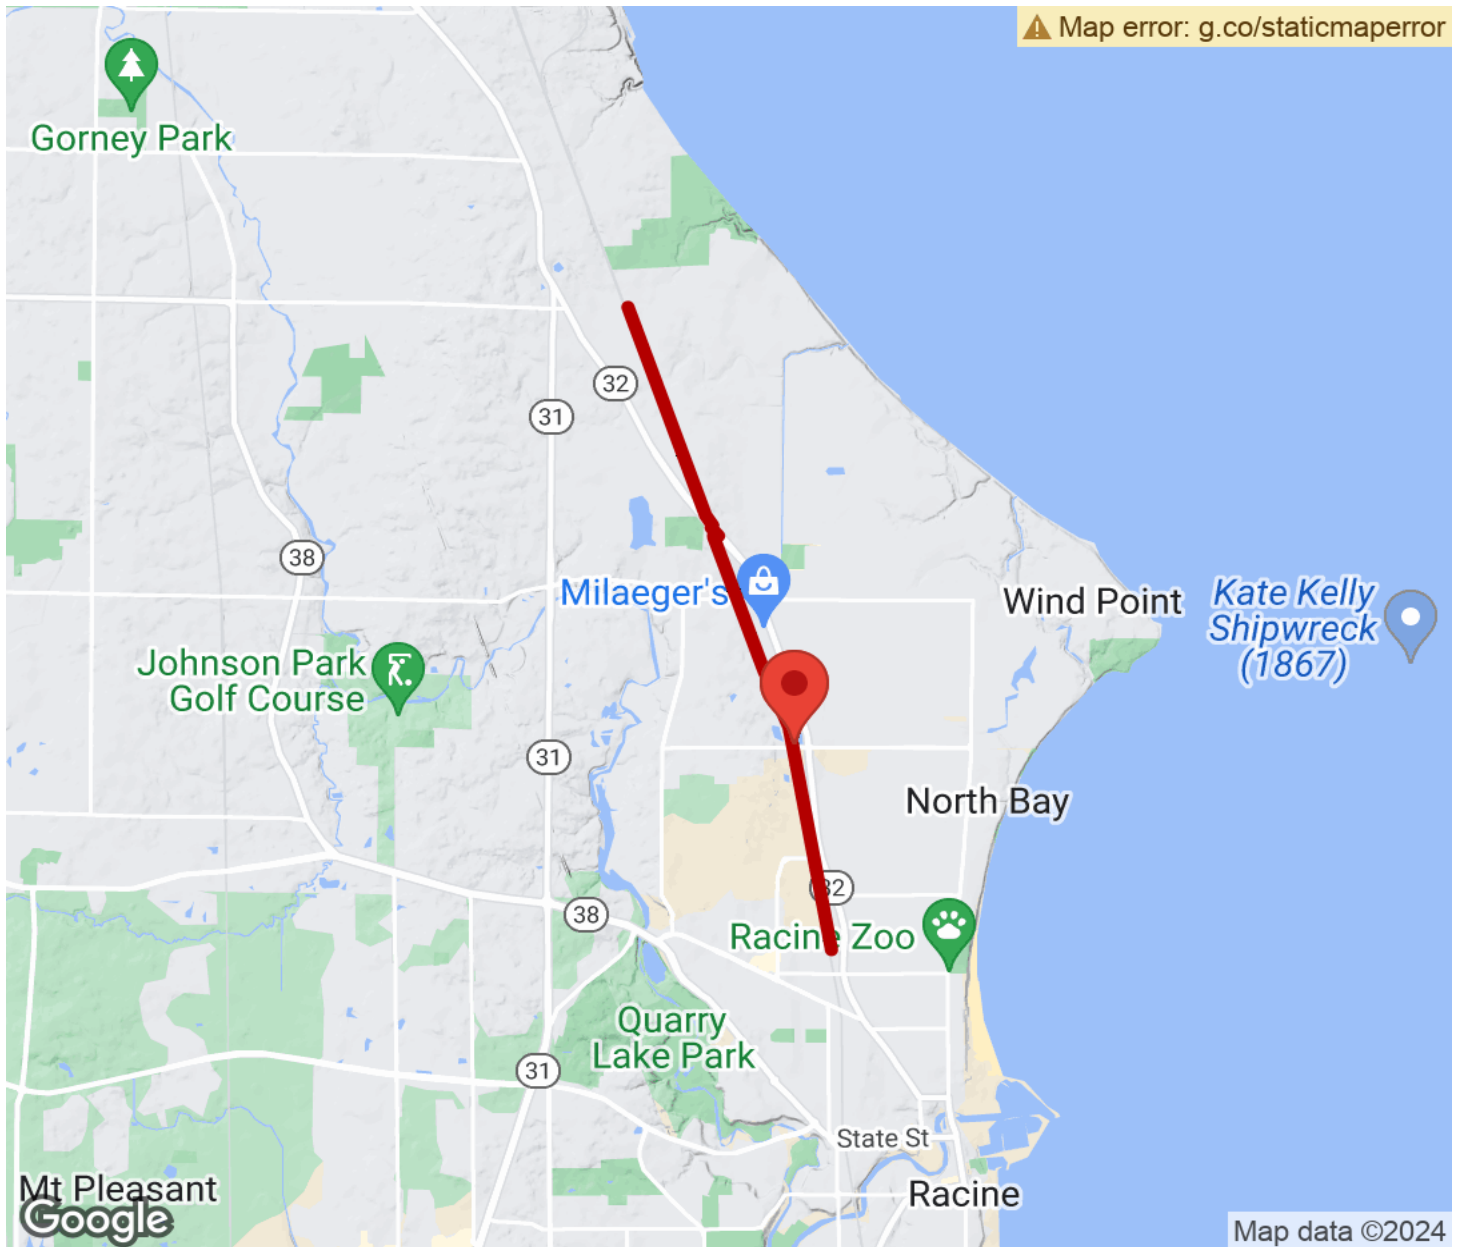 Map error: g.co/staticmaperror
Gorney Park
32
31
38
Milaeger's
Wind Point
Kate Kelly
Shipwreck
(1867)
Johnson Park
Golf Course
31
North Bay
32
38
Racine Zoo
Quarry
Lake Park
31
State St
Mt Pleasant
Racine
Google
Map data ©2024